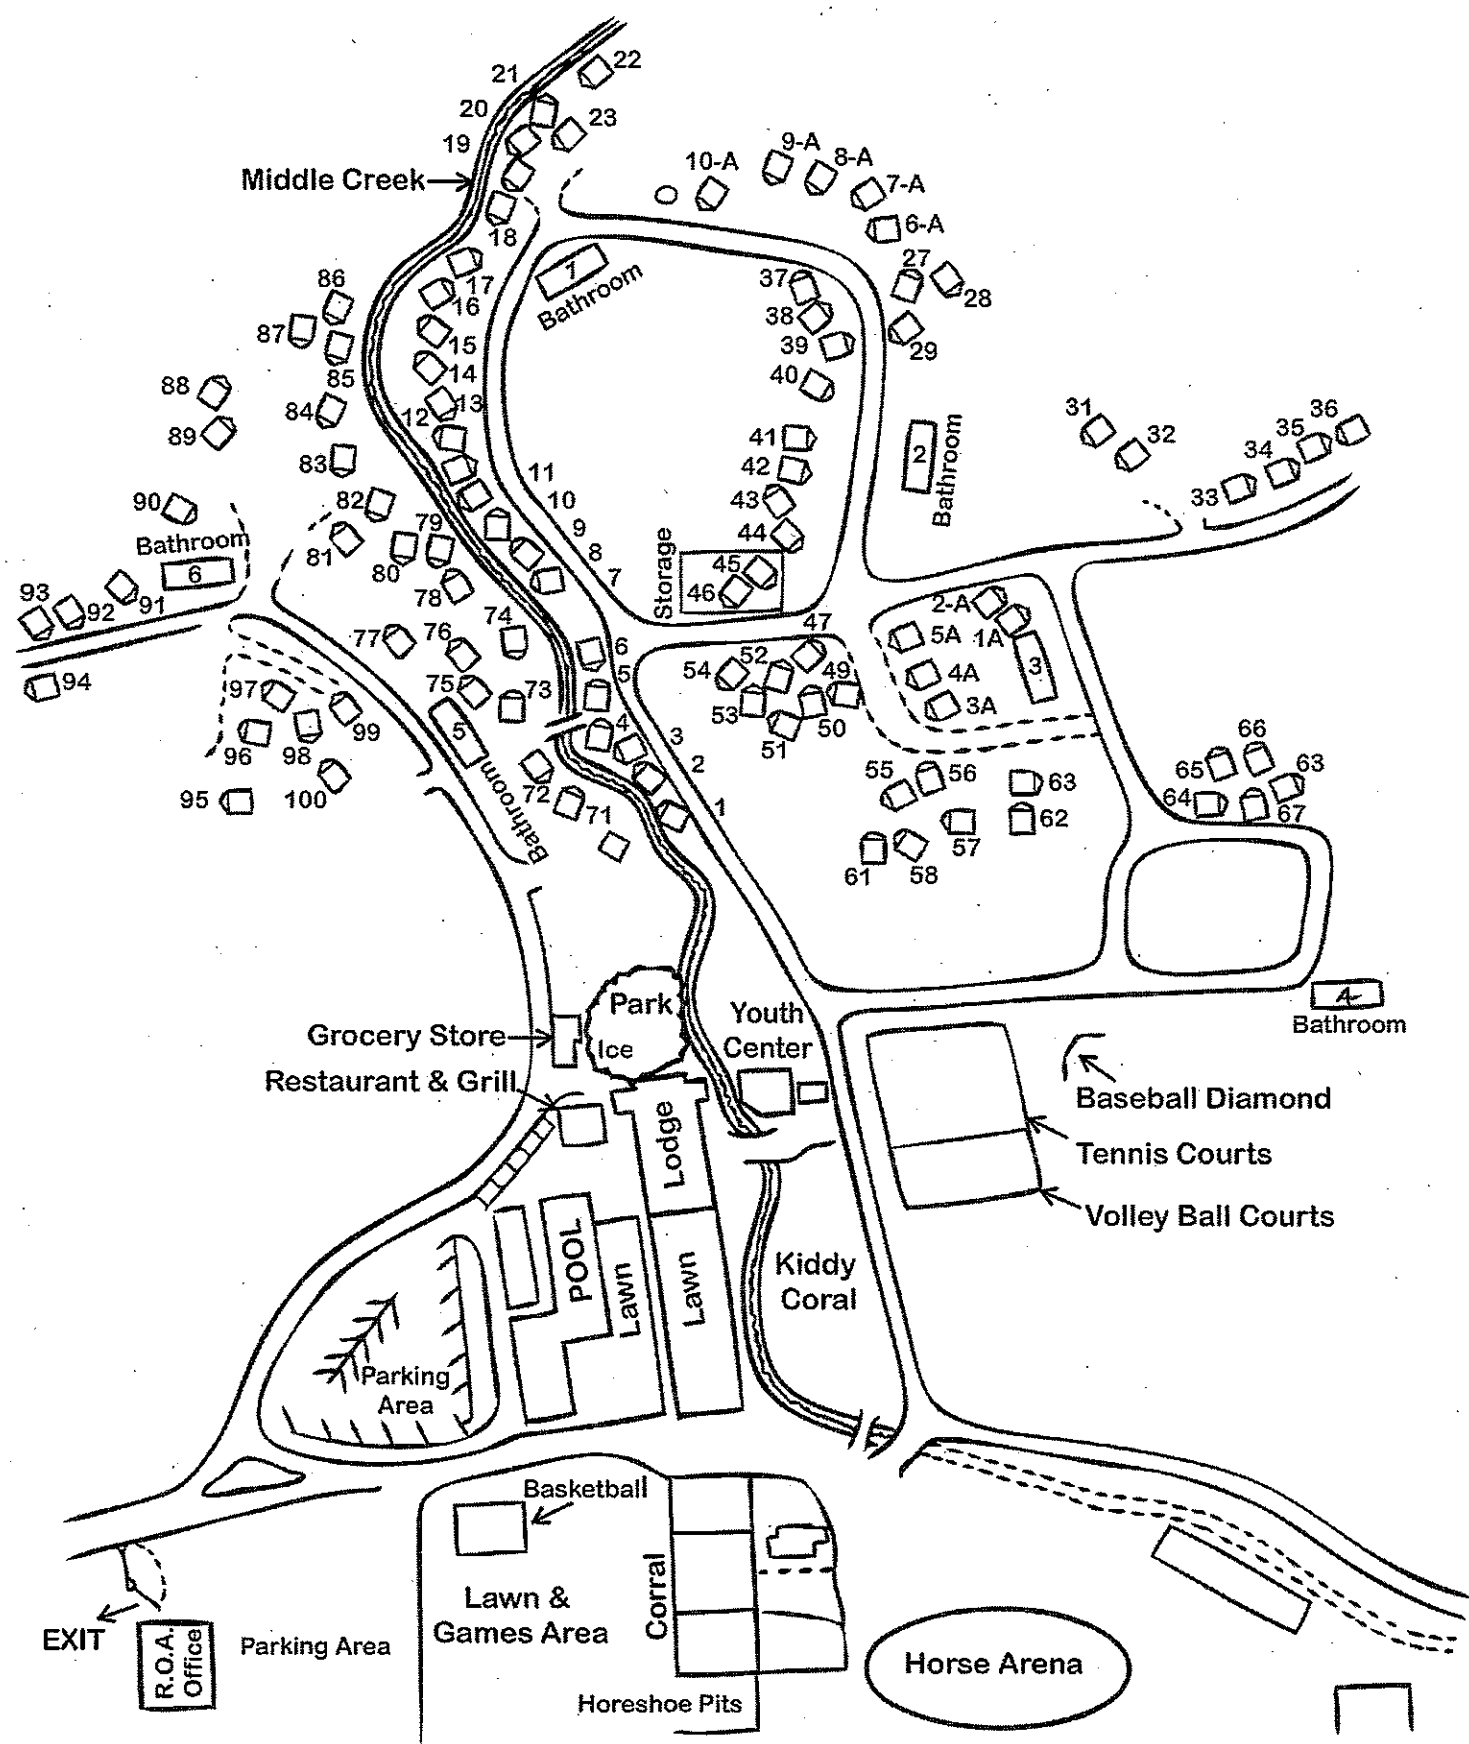 22
21
20
23
19
9-A
8-A
10-A
7-A
Middle Creek
6-A
18
27
37
17
1
Bathroom
28
86
16
38
87
15
39
29
85
14
40
88
84
12
13
31
36
89
41
32
35
83
42
2
Bathroom
34
11
33
90
82
10
43
79
9
44
Bathroom
81
80
8
Storage
45
6
7
46
78
93
92
91
2-A
74
47
5A
1A
77
76
6
52
3
5
54
49
4A
94
97
75
73
53
3A
50
99
5
4
51
96
98
3
66
72
2
55
56
63
65
63
95
100
Bathroom
71
1
64
67
62
57
61
58
Park
Youth
Center
A
Bathroom
Grocery Store
Ice
Restaurant & Grill
Baseball Diamond
Lodge
Tennis Courts
Volley Ball Courts
POOL
Lawn
Lawn
Kiddy
Coral
Parking
Area
Basketball
Corral
Lawn &
Games Area
EXIT
R.O.A.
Office
Parking Area
Horse Arena
Horeshoe Pits